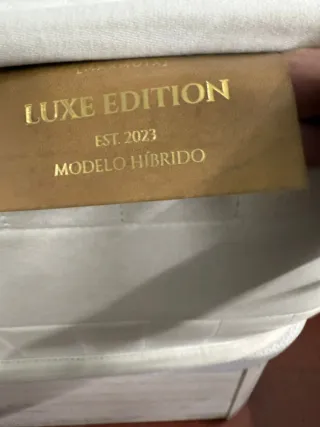 LUXE EDITION
EST. 2023
MODELO HÍBRIDO